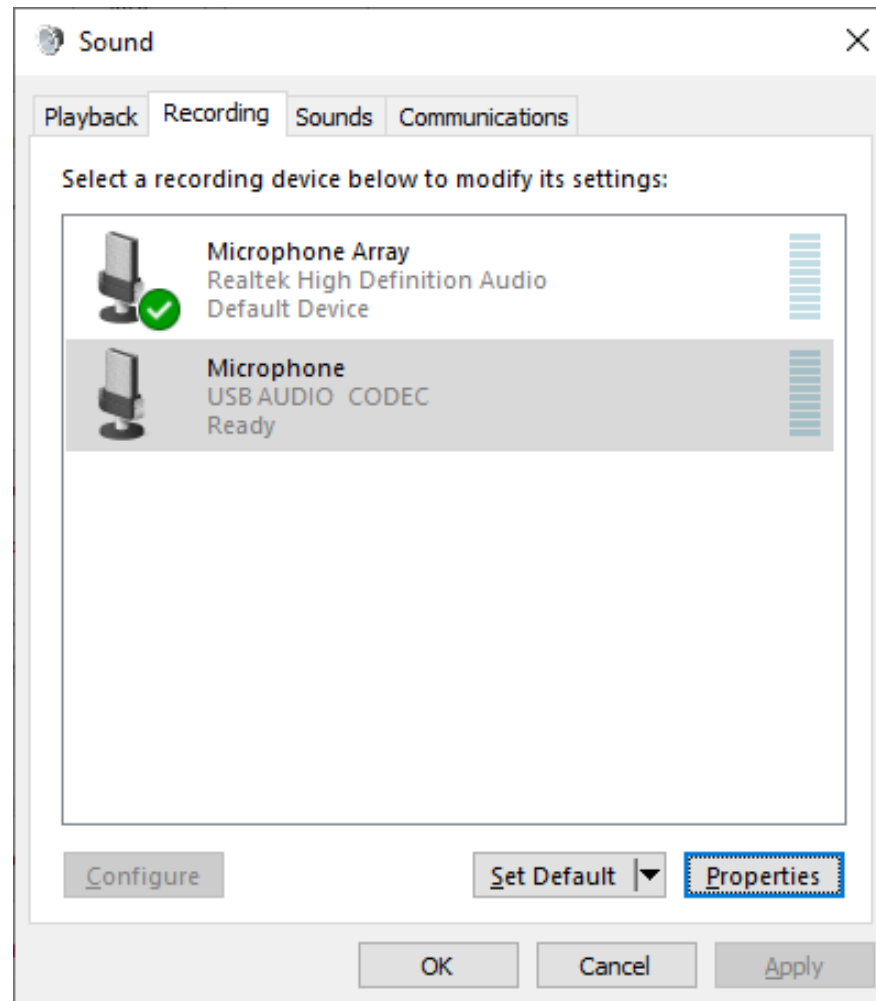 Sound
Playback Recording Sounds Communications
Select a recording device below to modify its settings:
Microphone Array
Realtek High Definition Audio
Default Device
Microphone
USB AUDIO  CODEC
Ready
Configure Set Default Properties
OK Cancel Apply